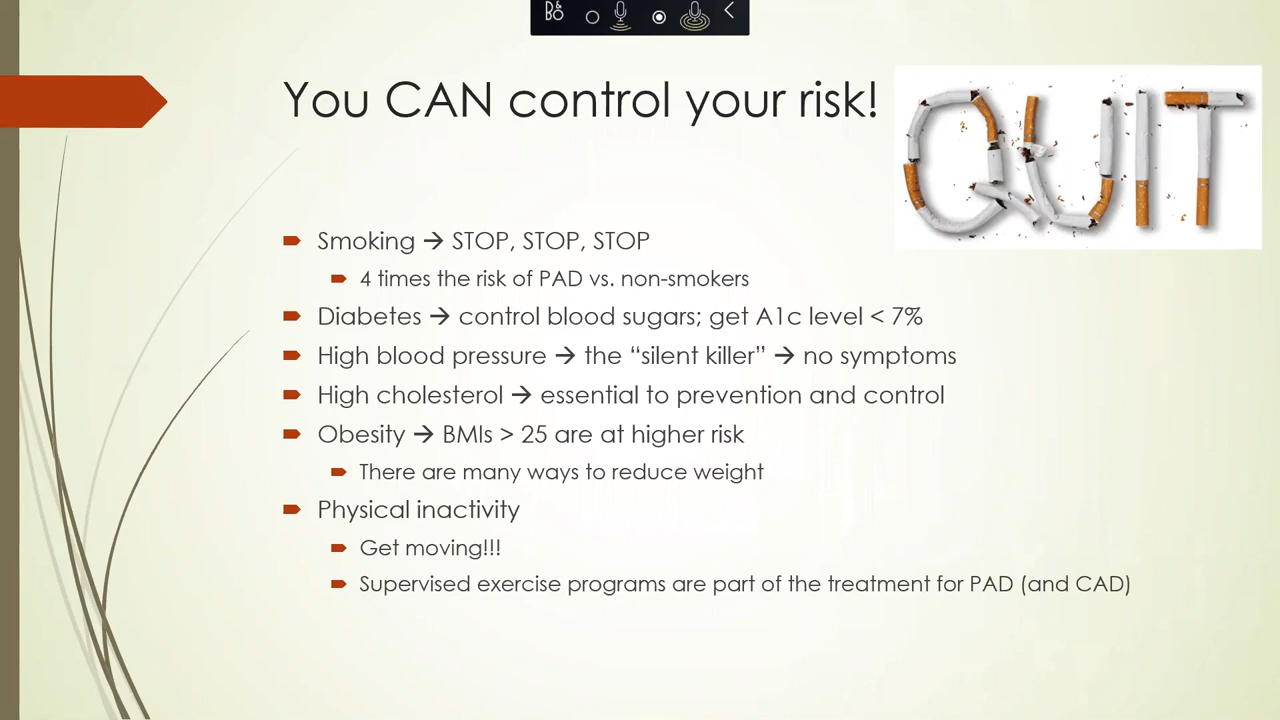 B&O
You CAN control your risk!
QUIT
Smoking → STOP, STOP, STOP
4 times the risk of PAD vs. non-smokers
Diabetes → control blood sugars; get A1c level < 7%
High blood pressure → the “silent killer” → no symptoms
High cholesterol → essential to prevention and control
Obesity → BMIs > 25 are at higher risk
There are many ways to reduce weight
Physical inactivity
Get moving!!!
Supervised exercise programs are part of the treatment for PAD (and CAD)